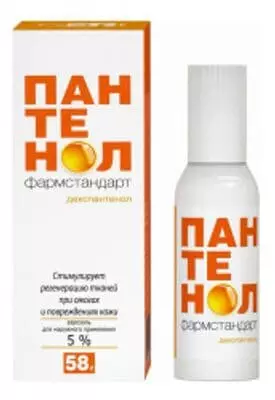 ПАН
ТЕ
НОЛ
фармстандарт
декспантенол
Стимулирует
регенерацию тканей
при ожогах
и повреждениях кожи
аэрозоль
для наружного применения
5 %
58 г
ПАН
ТЕ
НОЛ
фармстандарт
декспантенол